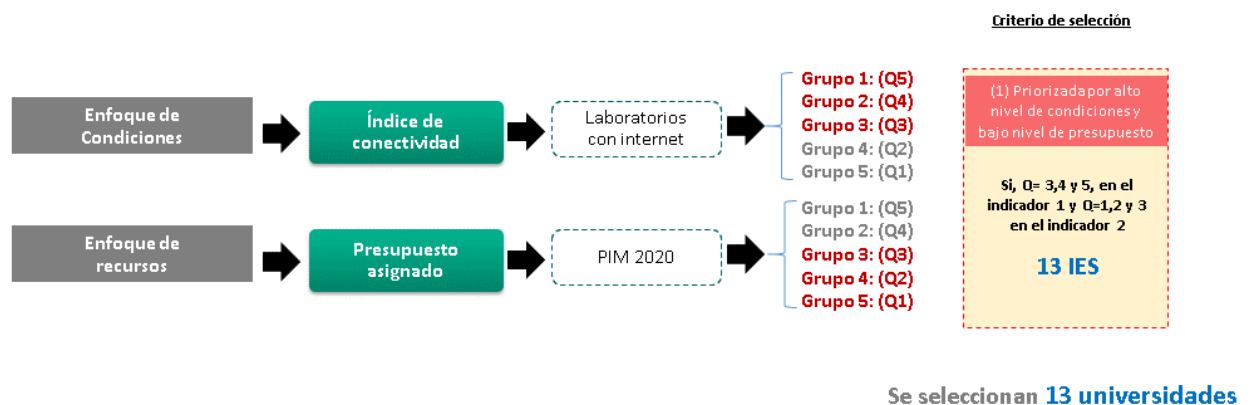 Criterio de selección
Enfoque de
Condiciones
Índice de
conectividad
Laboratorios
con internet
Grupo 1: (Q5)
Grupo 2: (Q4)
Grupo 3: (Q3)
Grupo 4: (Q2)
Grupo 5: (Q1)
(1) Priorizada por alto
nivel de condiciones y
bajo nivel de presupuesto
Si, Q= 3,4 y 5, en el
indicador 1 y Q=1,2 y 3
en el indicador 2
13 IES
Enfoque de
recursos
Presupuesto
asignado
PIM 2020
Grupo 1: (Q5)
Grupo 2: (Q4)
Grupo 3: (Q3)
Grupo 4: (Q2)
Grupo 5: (Q1)
Se seleccionan 13 universidades